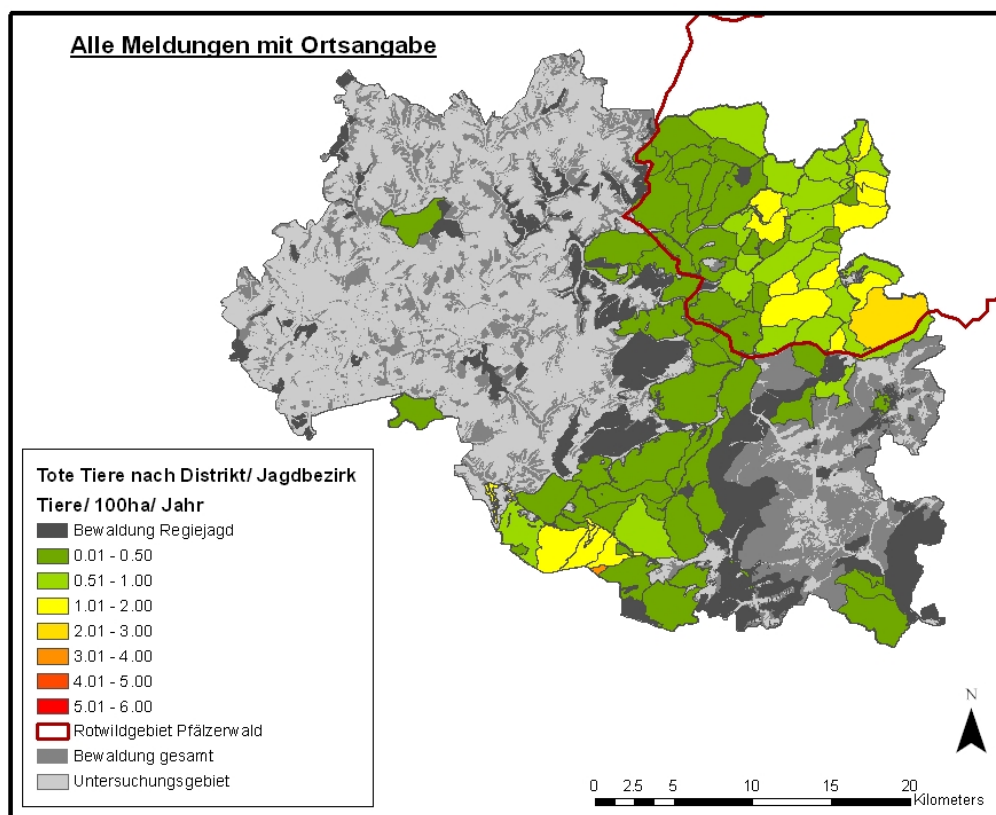 Alle Meldungen mit Ortsangabe
Tote Tiere nach Distrikt/ Jagdbezirk
Tiere/ 100ha/ Jahr
Bewaldung Regiejagd
0.01 - 0.50
0.51 - 1.00
1.01 - 2.00
2.01 - 3.00
3.01 - 4.00
4.01 - 5.00
5.01 - 6.00
Rotwildgebiet Pfälzerwald
Bewaldung gesamt
Untersuchungsgebiet
N
0 2.5 5 10 15 20
Kilometers